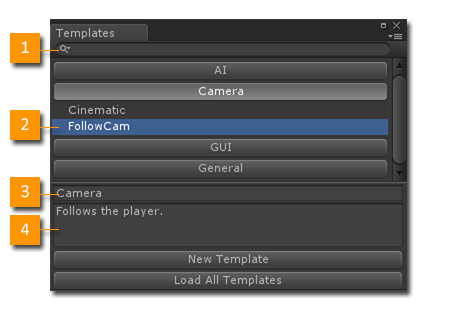 Templates
1
AI
Camera
Cinematic
2
FollowCam
GUI
General
3
Camera
Follows the player.
4
New Template
Load All Templates